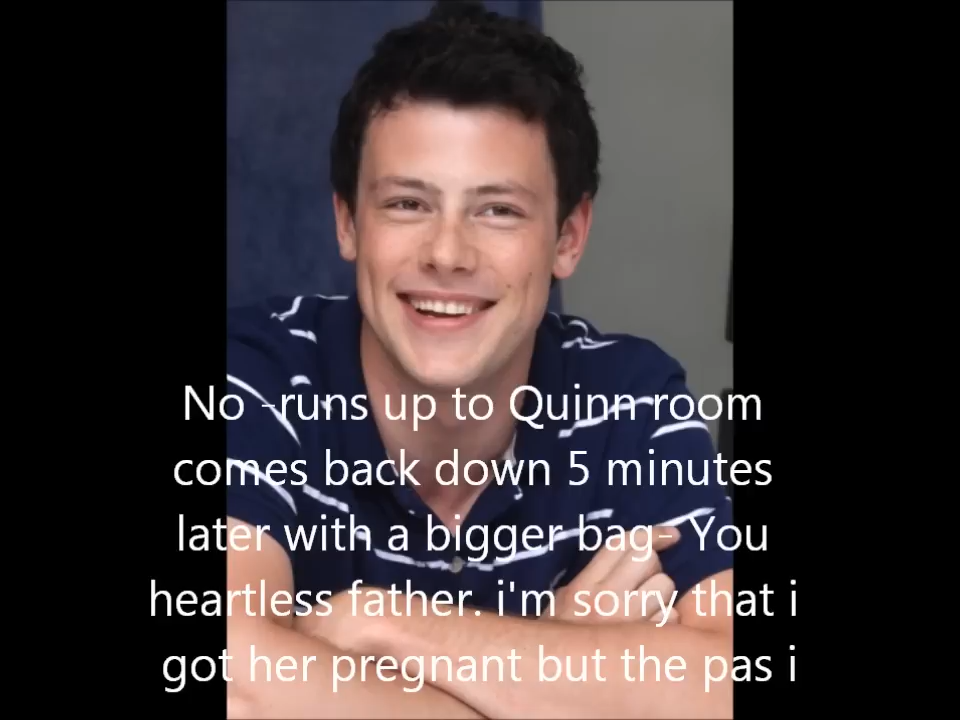 No -runs up to Quinn room
comes back down 5 minutes
later with a bigger bag- You
heartless father. i'm sorry that i
got her pregnant but the pas i